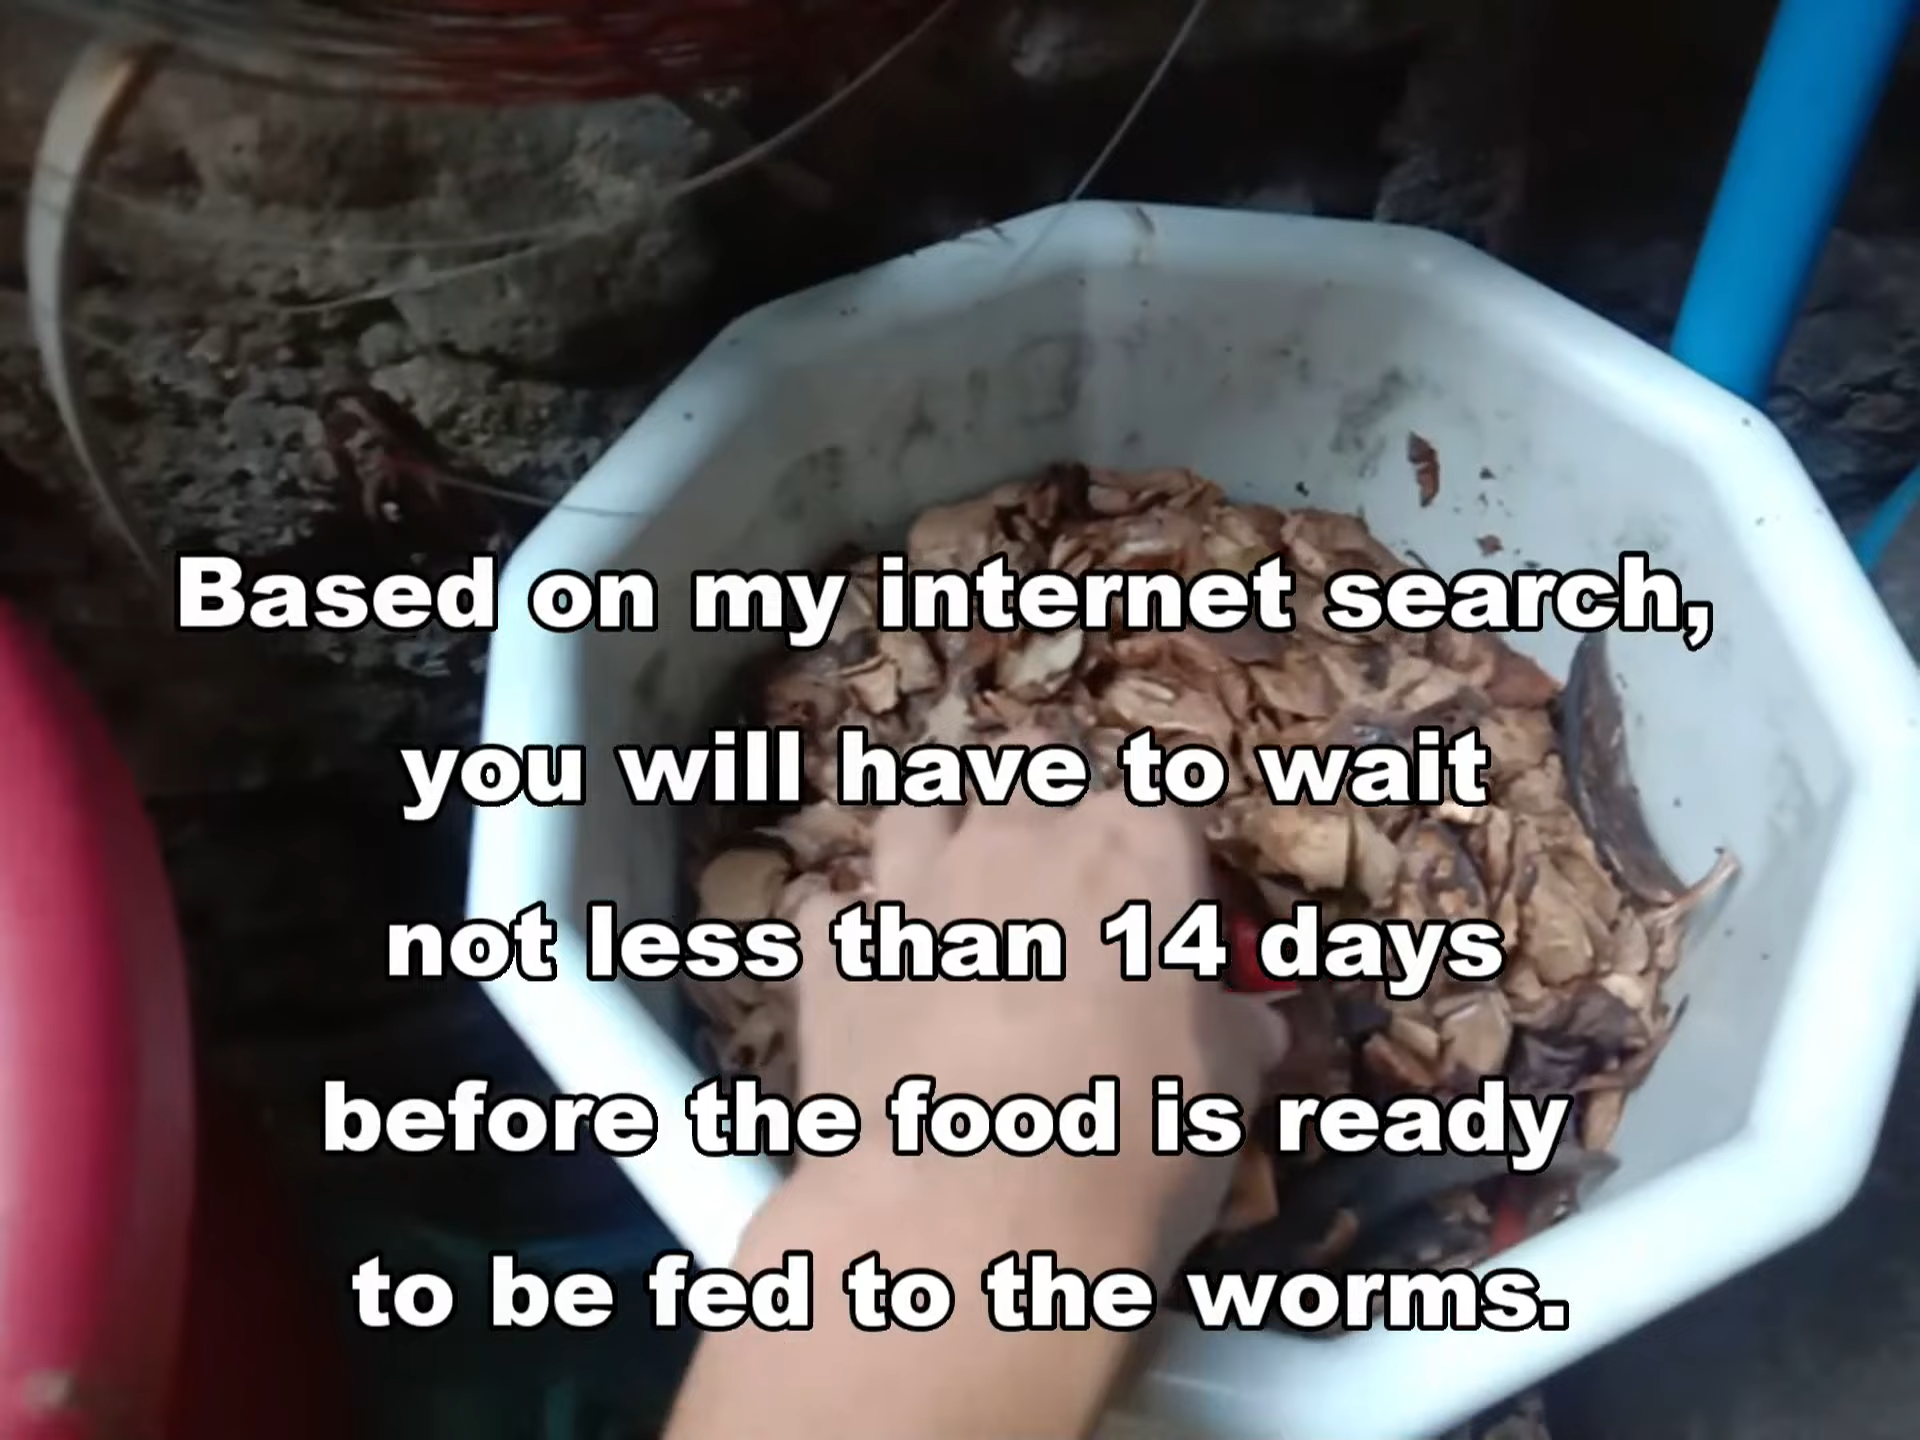 Based on my internet search,
you will have to wait
not less than 14 days
before the food is ready
to be fed to the worms.